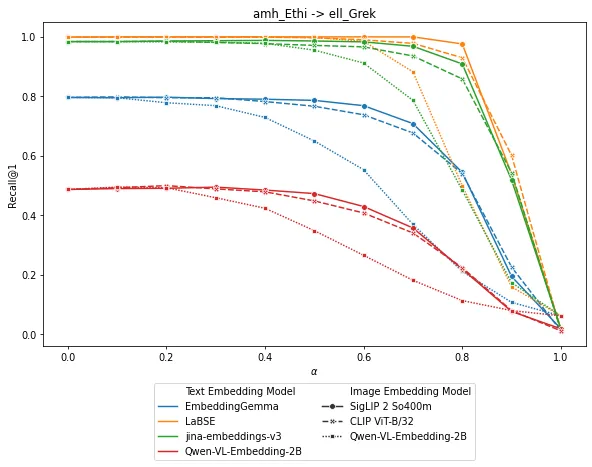 amh_Ethi -> ell_Grek
Recall@1
1.0
0.8
0.6
0.4
0.2
0.0
0.0 0.2 0.4 0.6 0.8 1.0
α
Text Embedding Model
EmbeddingGemma
LaBSE
jina-embeddings-v3
Qwen-VL-Embedding-2B
Image Embedding Model
SigLIP 2 So400m
CLIP ViT-B/32
Qwen-VL-Embedding-2B